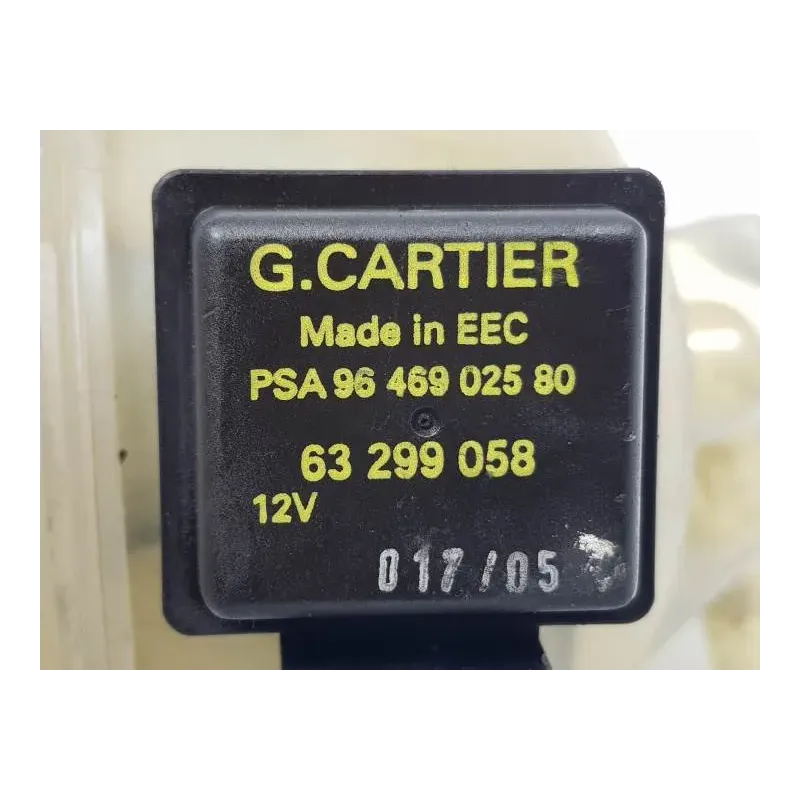 G.CARTIER
Made in EEC
PSA 96 469 025 80
63 299 058
12V
017/05